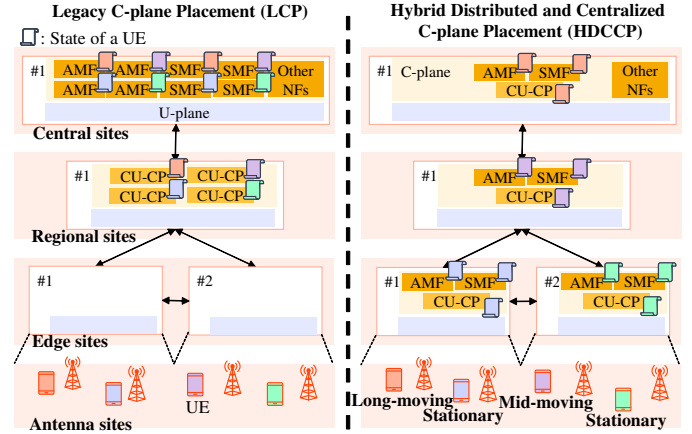 Legacy C-plane Placement (LCP)
: State of a UE
#1
AMF AMF SMF SMF Other
AMF AMF SMF SMF NFs
U-plane
Central sites
#1
CU-CP CU-CP
CU-CP CU-CP
Regional sites
#1
#2
Edge sites
UE
Antenna sites
Hybrid Distributed and Centralized
C-plane Placement (HDCCP)
#1 C-plane
AMF SMF Other
CU-CP NFs
#1
AMF SMF
CU-CP
#1
AMF SMF
CU-CP
#2
AMF SMF
CU-CP
Long-moving
Stationary
Mid-moving
Stationary